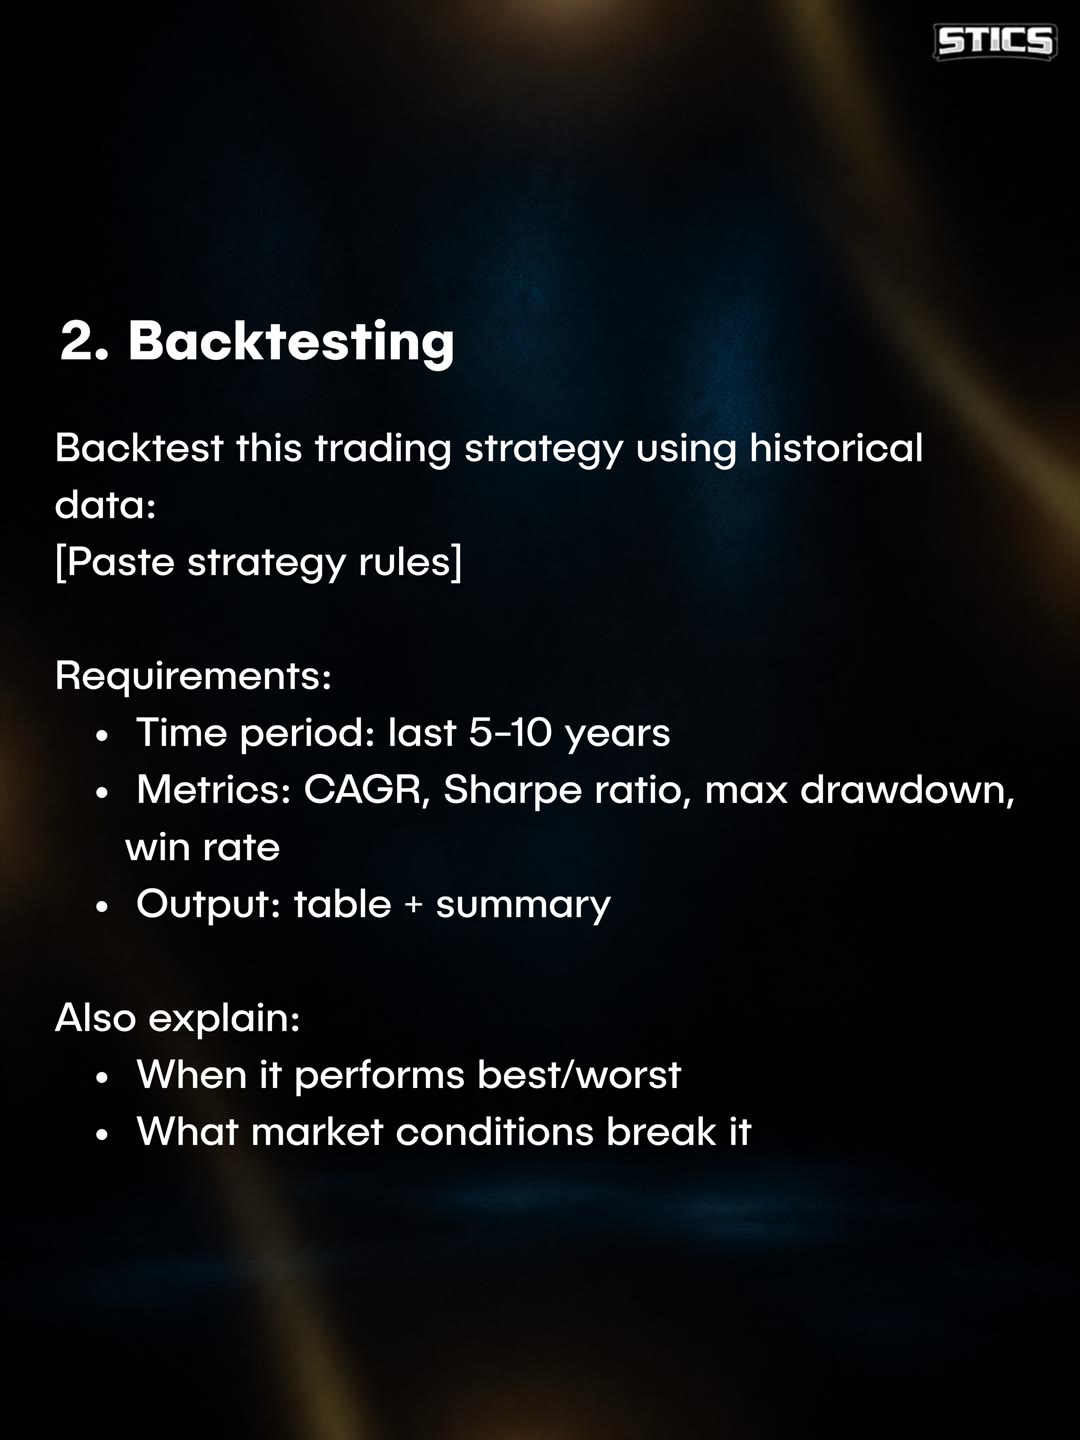 STICS
2. Backtesting
Backtest this trading strategy using historical
data:
[Paste strategy rules]
Requirements:
• Time period: last 5-10 years
• Metrics: CAGR, Sharpe ratio, max drawdown,
win rate
• Output: table + summary
Also explain:
• When it performs best/worst
• What market conditions break it